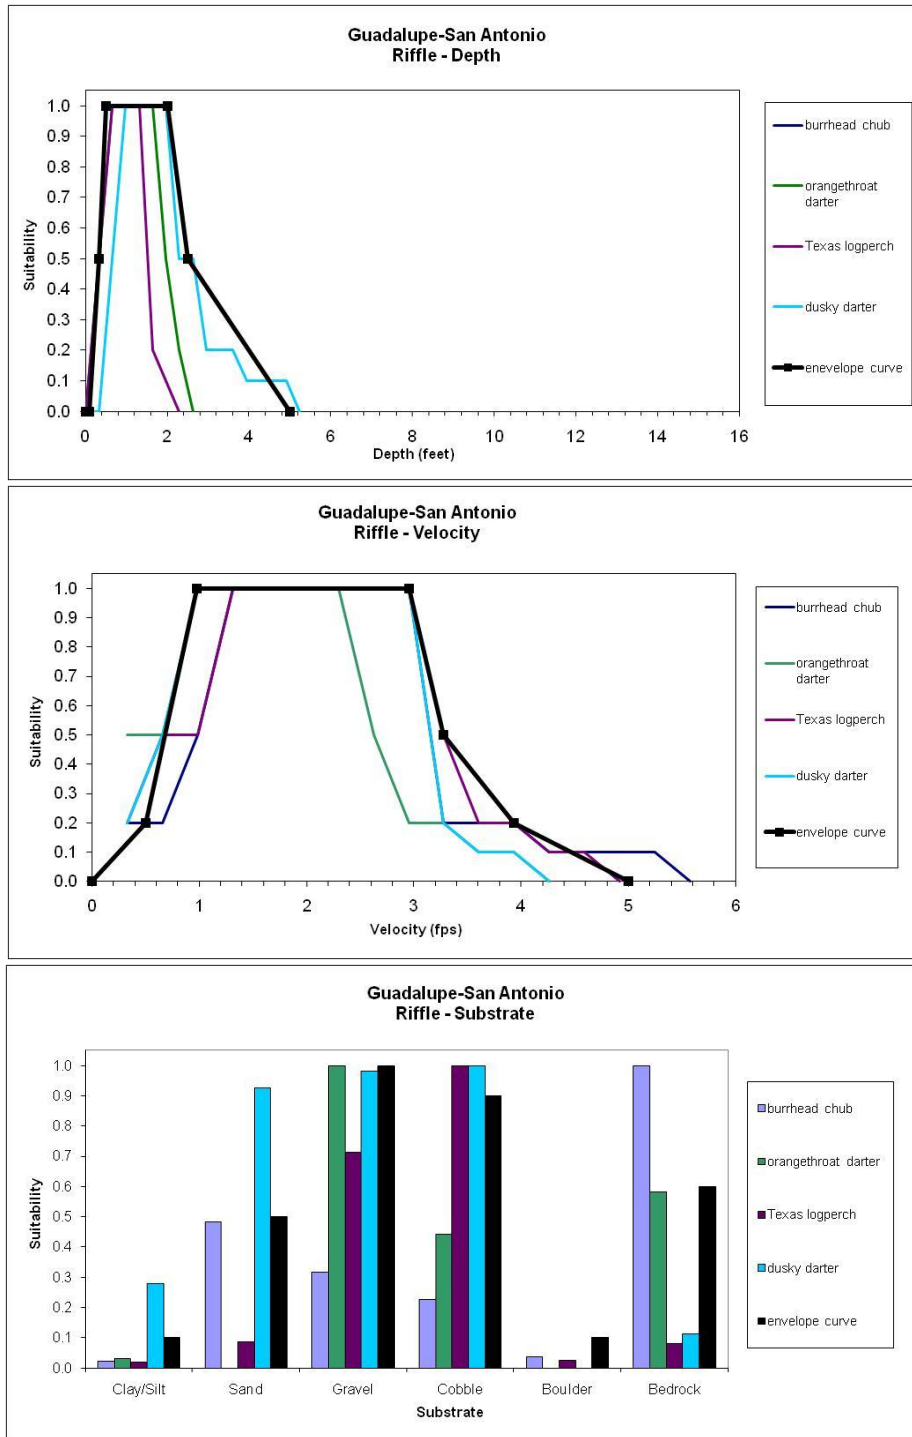 Guadalupe-San Antonio
Riffle - Depth
1.0
0.9
0.8
0.7
0.6
0.5
0.4
0.3
0.2
0.1
0.0
Suitability
0 2 4 6 8 10 12 14 16
Depth (feet)
burrhead chub
orangethroat
darter
Texas logperch
dusky darter
enevelope curve
Guadalupe-San Antonio
Riffle - Velocity
1.0
0.9
0.8
0.7
0.6
0.5
0.4
0.3
0.2
0.1
0.0
Suitability
0 1 2 3 4 5 6
Velocity (fps)
burrhead chub
orangethroat
darter
Texas logperch
dusky darter
envelope curve
Guadalupe-San Antonio
Riffle - Substrate
1.0
0.9
0.8
0.7
0.6
0.5
0.4
0.3
0.2
0.1
0.0
Suitability
Clay/Silt Sand Gravel Cobble Boulder Bedrock
Substrate
burrhead chub
orangethroat darter
Texas logperch
dusky darter
envelope curve